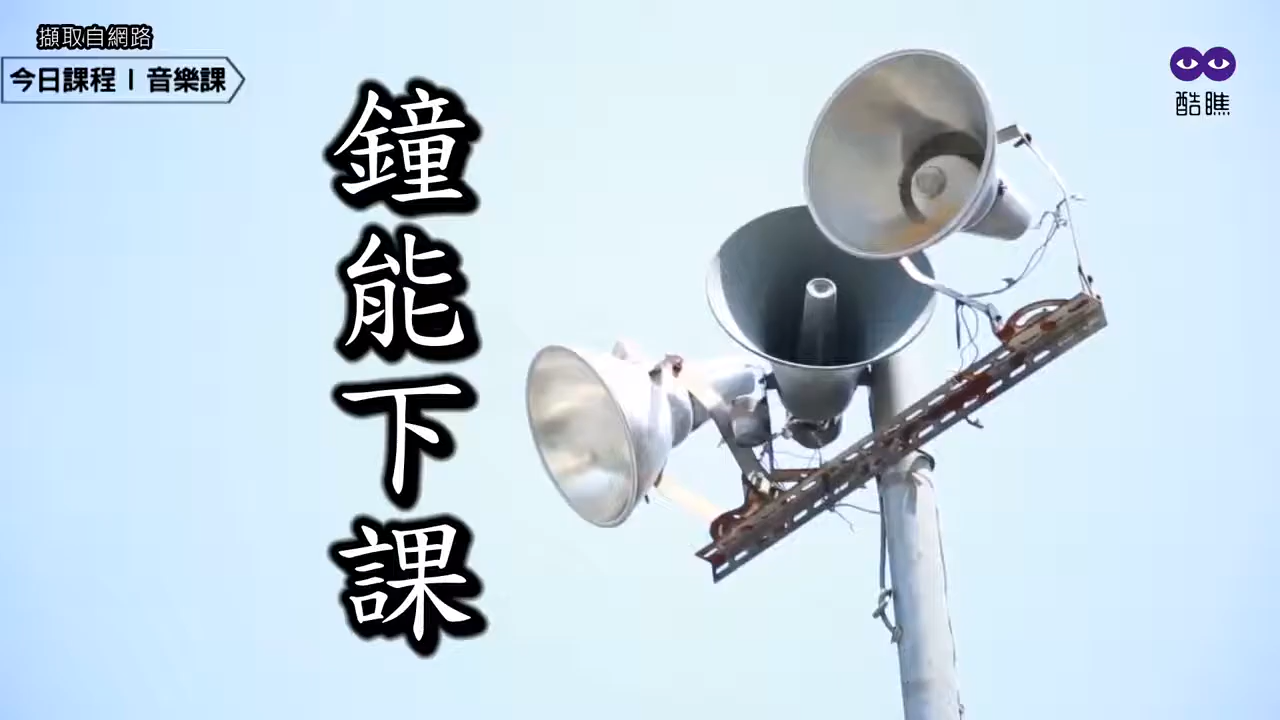 擷取自網路
今日課程 | 音樂課
酷瞧
鐘能下課